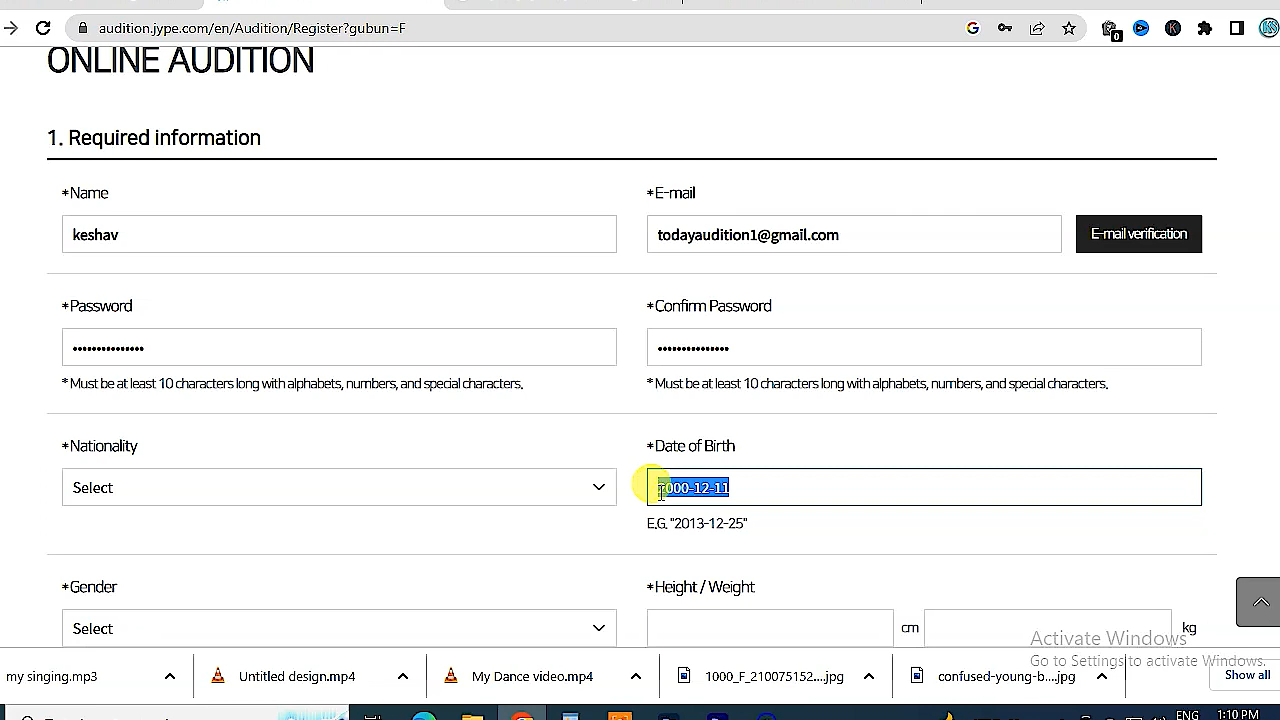 audition.jype.com/en/Audition/Register?gubun=F
0
ONLINE AUDITION
1. Required information
*Name
*E-mail
keshav
todayaudition1@gmail.com
E-mail verification
*Password
*Confirm Password
•••••••••••••••
•••••••••••••••
* Must be at least 10 characters long with alphabets, numbers, and special characters.
* Must be at least 10 characters long with alphabets, numbers, and special characters.
*Nationality
*Date of Birth
Select
000-12-11
E.G. "2013-12-25"
*Gender
*Height / Weight
Select
cm
kg
Activate Windows
Go to Settings to activate Windows.
my singing.mp3
Untitled design.mp4
My Dance video.mp4
1000_F_210075152....jpg
confused-young-b....jpg
Show all
ENG
1:10 PM